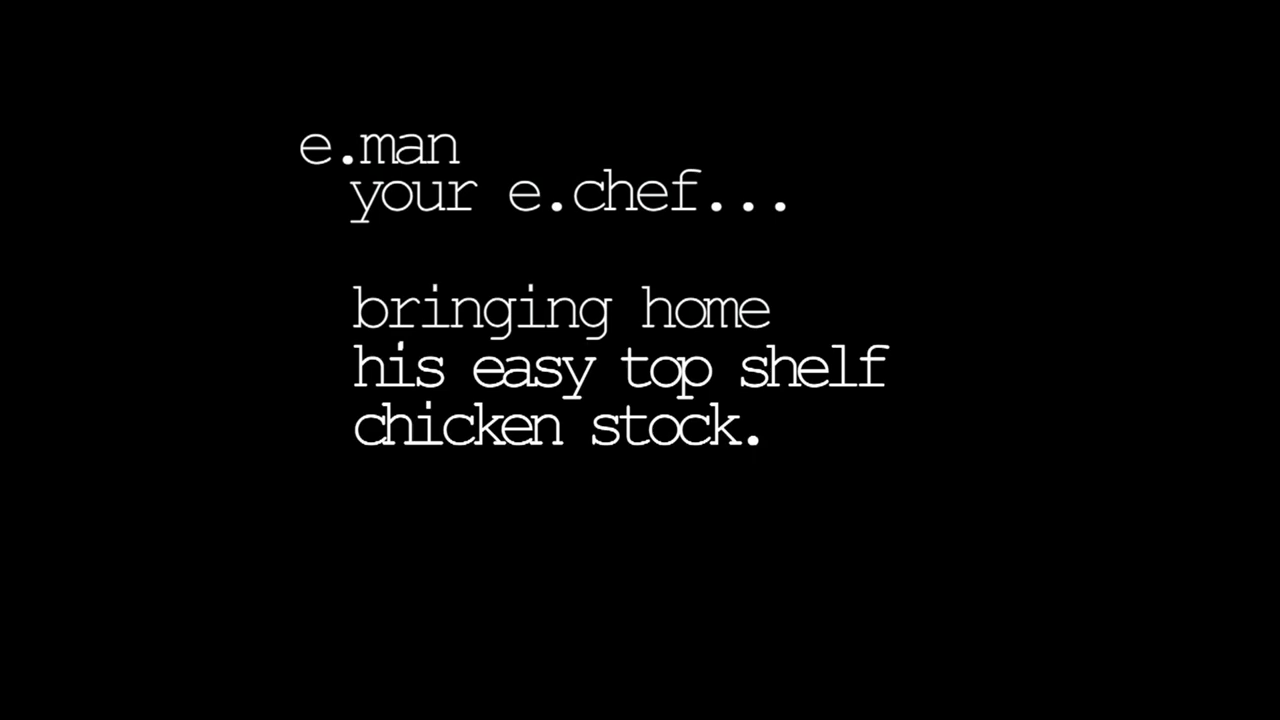 e.man
your e.chef...
bringing home
his easy top shelf
chicken stock.